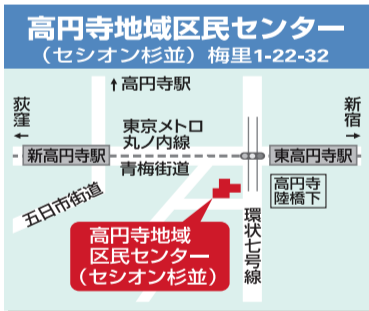 高円寺地域区民センター
（セシオン杉並）梅里1-22-32
↑高円寺駅
荻窪
←
新宿
→
東京メトロ
丸ノ内線
新高円寺駅
東高円寺駅
青梅街道
高円寺
陸橋下
五日市街道
環状七号線
高円寺地域
区民センター
（セシオン杉並）